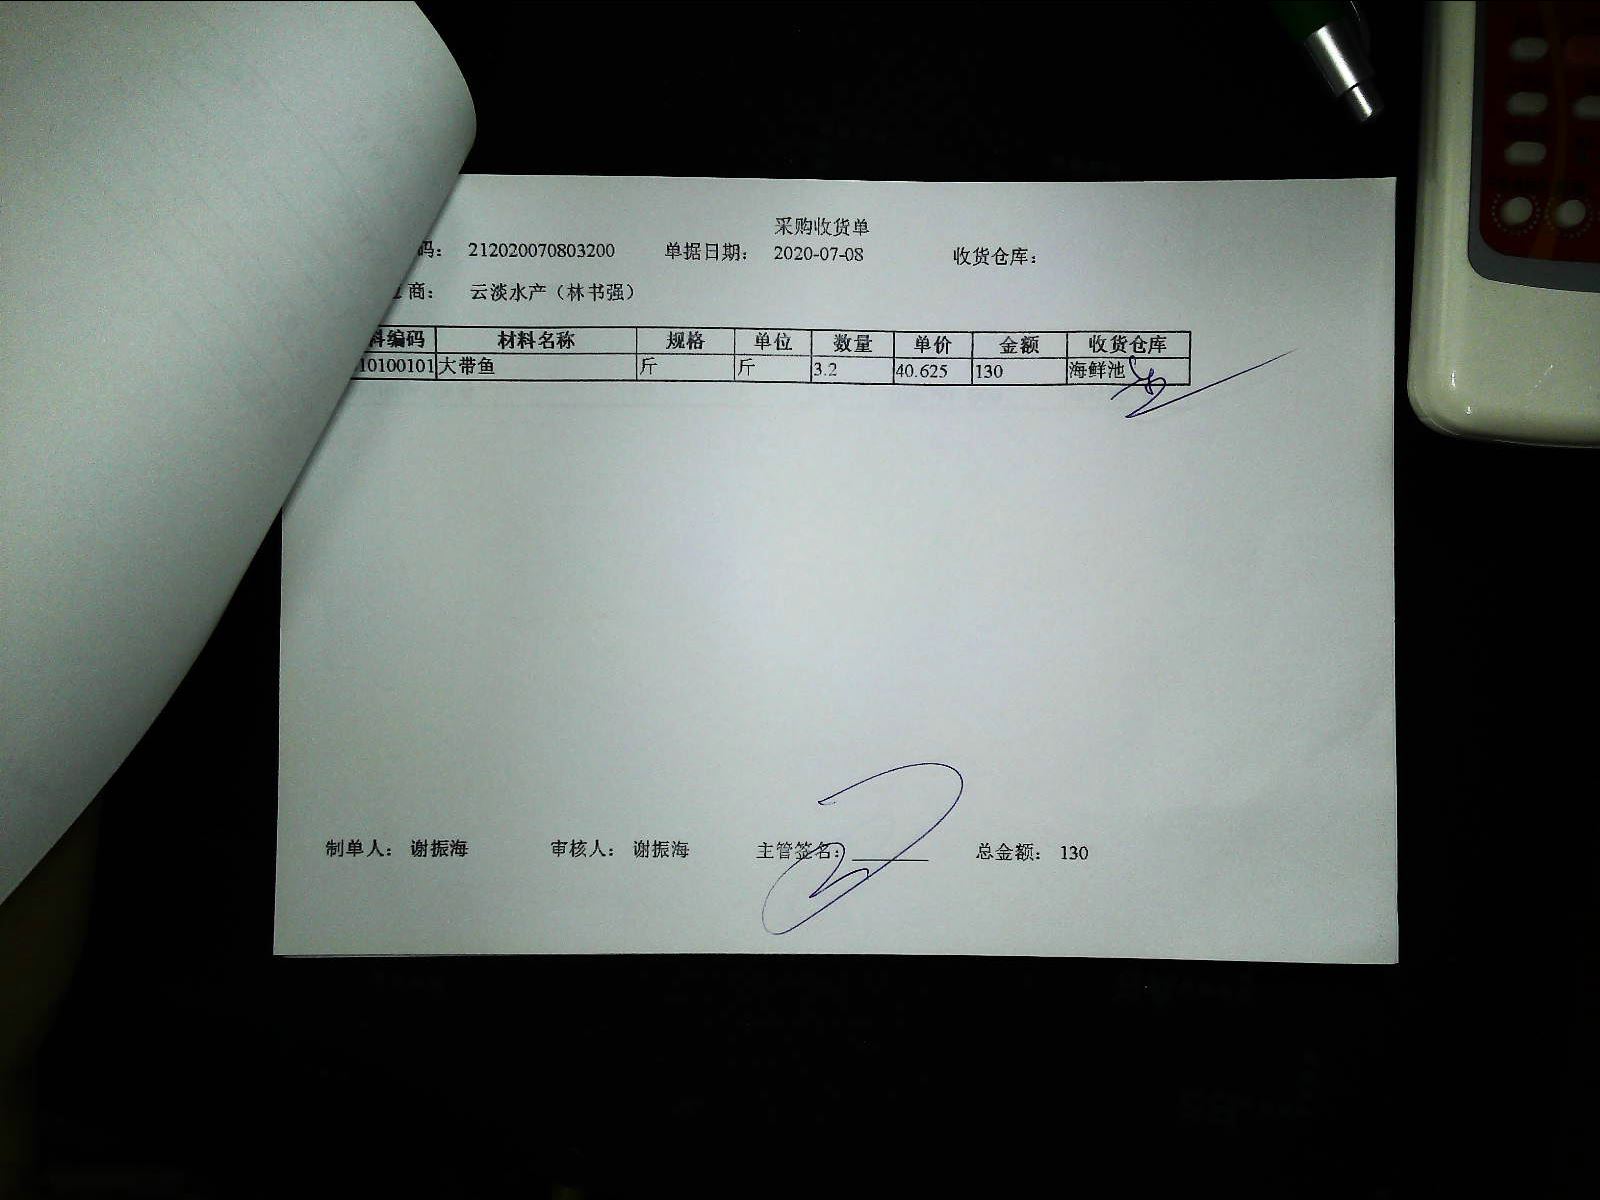 采购收货单
码： 212020070803200 单据日期： 2020-07-08 收货仓库：
商： 云淡水产（林书强）
料编码 材料名称 规格 单位 数量 单价 金额 收货仓库
10100101 大带鱼 斤 斤 3.2 40.625 130 海鲜池
制单人： 谢振海 审核人： 谢振海 主管签名： 总金额： 130